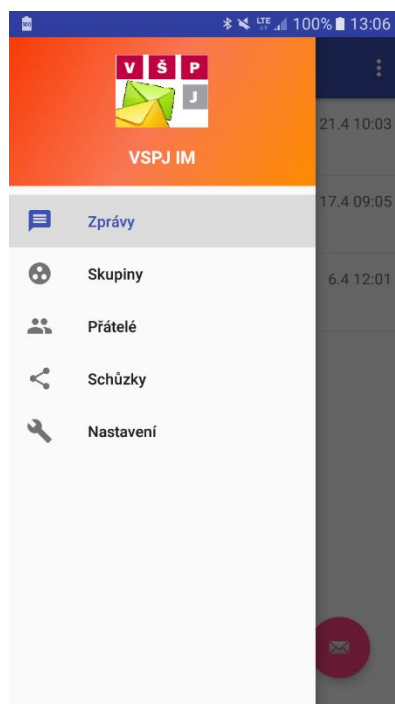 LTE 100% 13:06
V Š P
J
VSPJ IM
21.4 10:03
17.4 09:05
Zprávy
Skupiny
6.4 12:01
Přátelé
Schůzky
Nastavení